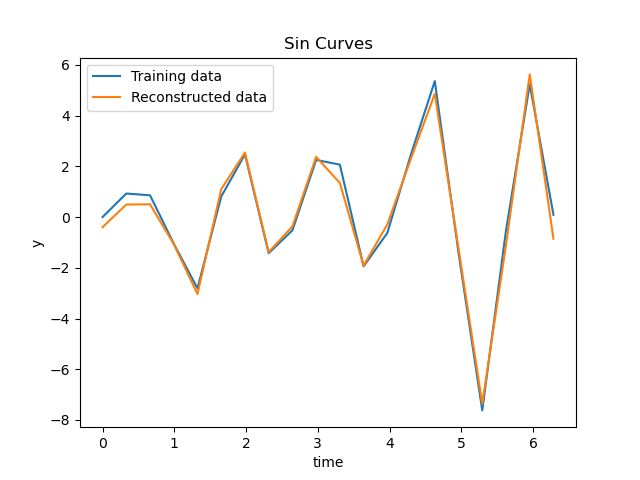 Sin Curves
Training data
Reconstructed data
6
4
2
0
−2
−4
−6
−8
y
0 1 2 3 4 5 6
time